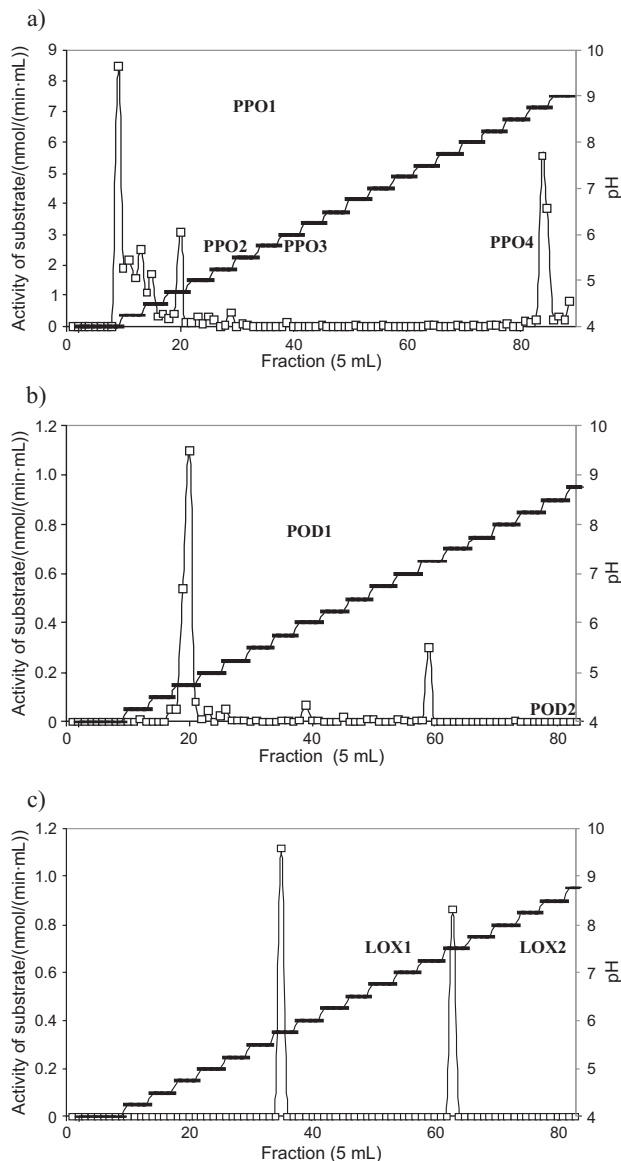 a)
Activity of substrate/(nmol/(min·mL))
9
8
7
6
5
4
3
2
1
0
10
9
8
7
6
5
4
pH
PPO1
PPO2 PPO3 PPO4
0 20 40 60 80
Fraction (5 mL)
b)
Activity of substrate/(nmol/(min·mL))
1.2
1.0
0.8
0.6
0.4
0.2
0
10
9
8
7
6
5
4
pH
POD1
POD2
0 20 40 60 80
Fraction (5 mL)
c)
Activity of substrate/(nmol/(min·mL))
1.2
1.0
0.8
0.6
0.4
0.2
0
10
9
8
7
6
5
4
pH
LOX1 LOX2
0 20 40 60 80
Fraction (5 mL)